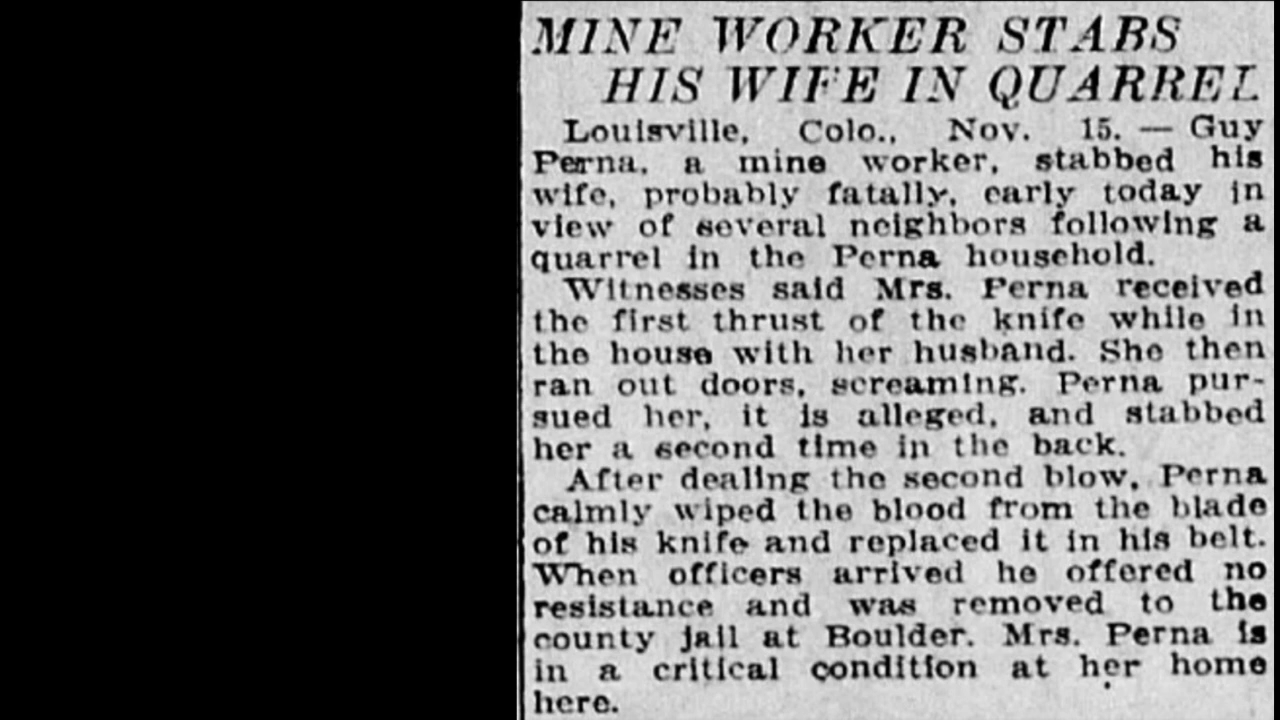 MINE WORKER STABS
HIS WIFE IN QUARREL
Louisville, Colo., Nov. 15. — Guy
Perna, a mine worker, stabbed his
wife, probably fatally, early today in
view of several neighbors following a
quarrel in the Perna household.
Witnesses said Mrs. Perna received
the first thrust of the knife while in
the house with her husband. She then
ran out doors, screaming. Perna pur-
sued her, it is alleged, and stabbed
her a second time in the back.
After dealing the second blow, Perna
calmly wiped the blood from the blade
of his knife and replaced it in his belt.
When officers arrived he offered no
resistance and was removed to the
county jail at Boulder. Mrs. Perna is
in a critical condition at her home
here.